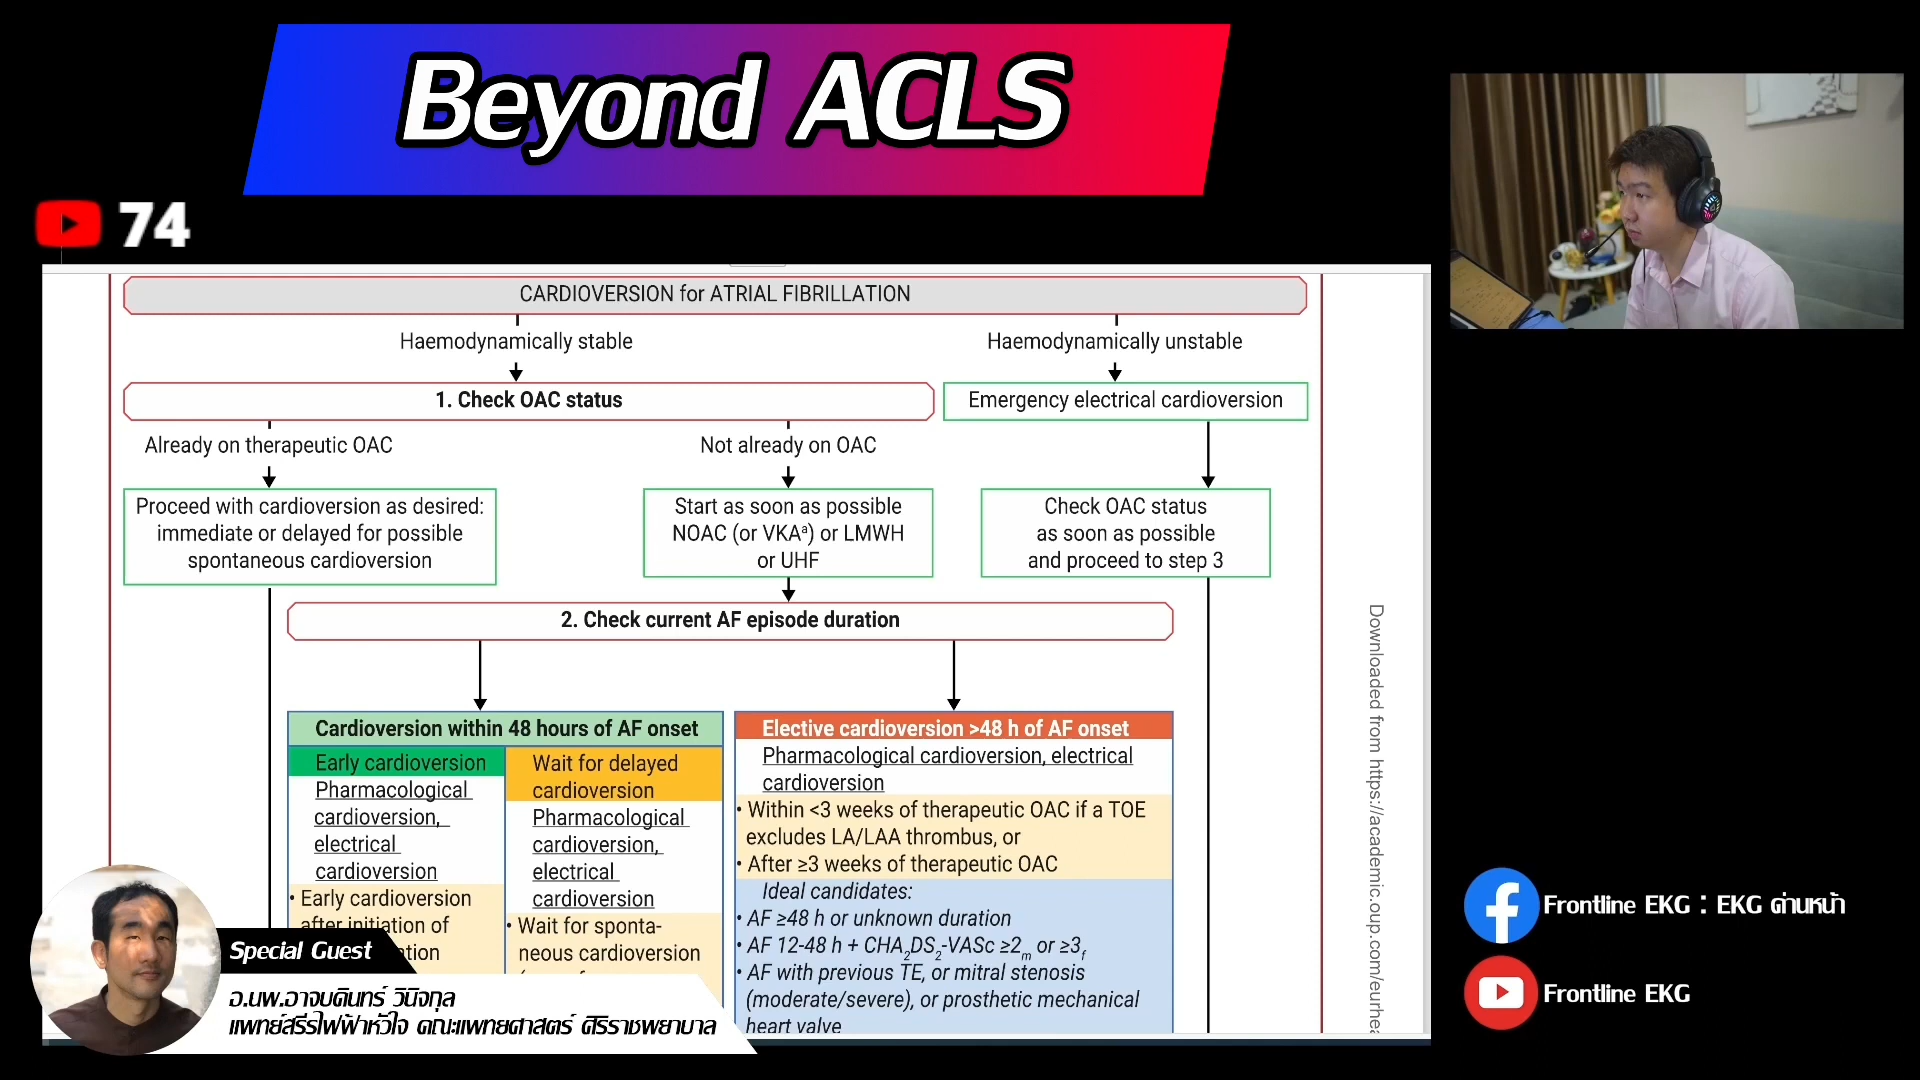 Beyond ACLS
74
CARDIOVERSION for ATRIAL FIBRILLATION
Haemodynamically stable
Haemodynamically unstable
1. Check OAC status
Emergency electrical cardioversion
Already on therapeutic OAC
Not already on OAC
Proceed with cardioversion as desired:
immediate or delayed for possible
spontaneous cardioversion
Start as soon as possible
NOAC (or VKAᵃ) or LMWH
or UHF
Check OAC status
as soon as possible
and proceed to step 3
2. Check current AF episode duration
Cardioversion within 48 hours of AF onset
Early cardioversion
Pharmacological
cardioversion,
electrical
cardioversion
• Early cardioversion
after initiation of
Wait for delayed
cardioversion
Pharmacological
cardioversion,
electrical
cardioversion
• Wait for sponta-
neous cardioversion
Elective cardioversion >48 h of AF onset
Pharmacological cardioversion, electrical
cardioversion
• Within <3 weeks of therapeutic OAC if a TOE
excludes LA/LAA thrombus, or
• After ≥3 weeks of therapeutic OAC
Ideal candidates:
• AF ≥48 h or unknown duration
• AF 12-48 h + CHA₂DS₂-VASc ≥2m or ≥3f
• AF with previous TE, or mitral stenosis
(moderate/severe), or prosthetic mechanical
heart valve
Downloaded from https://academic.oup.com/eurhea
Special Guest
อ.นพ.อาจบดินทร์ วินิจกุล
แพทย์สรีรไฟฟ้าหัวใจ คณะแพทยศาสตร์ ศิริราชพยาบาล
Frontline EKG : EKG ด่านหน้า
Frontline EKG